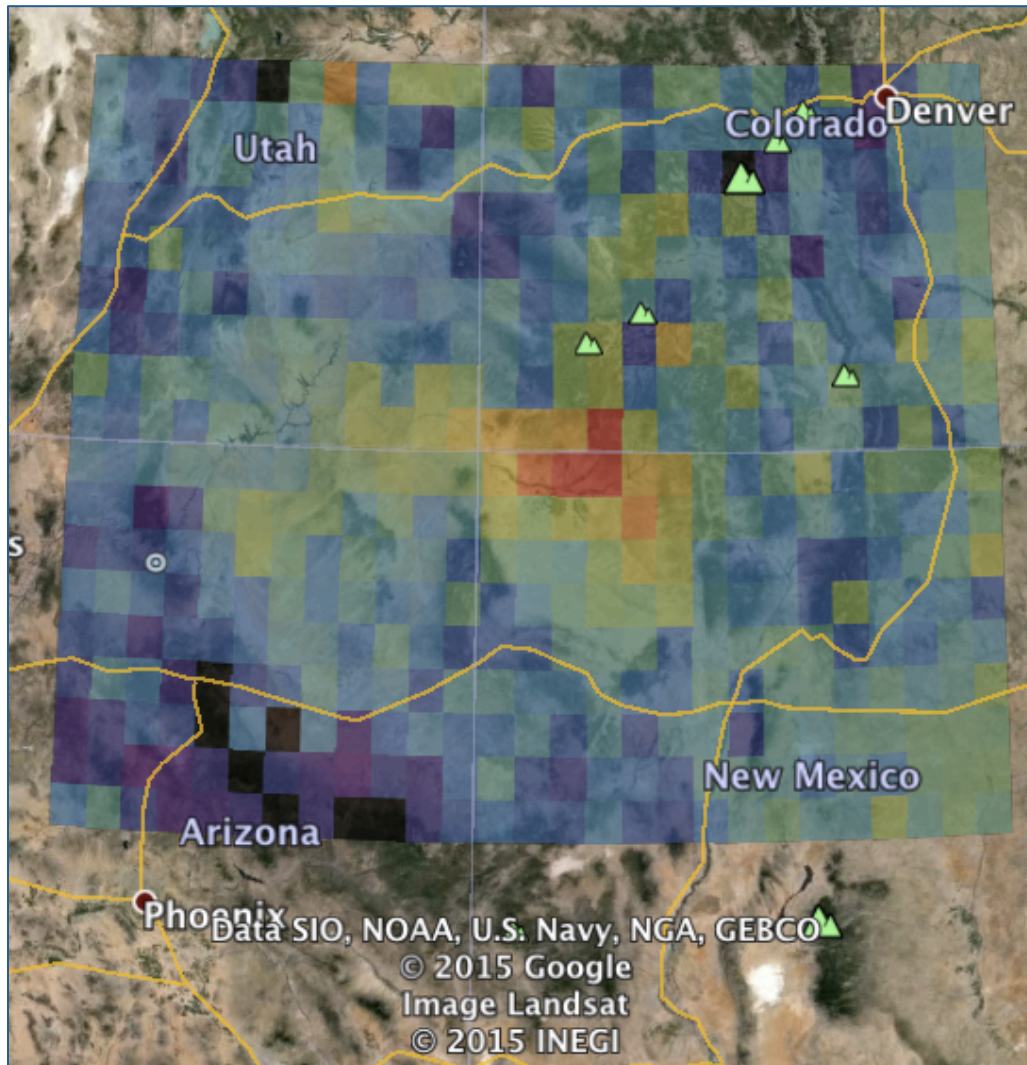 Denver
Colorado
Utah
s
New Mexico
Arizona
Phoenix
Data SIO, NOAA, U.S. Navy, NGA, GEBCO
© 2015 Google
Image Landsat
© 2015 INEGI